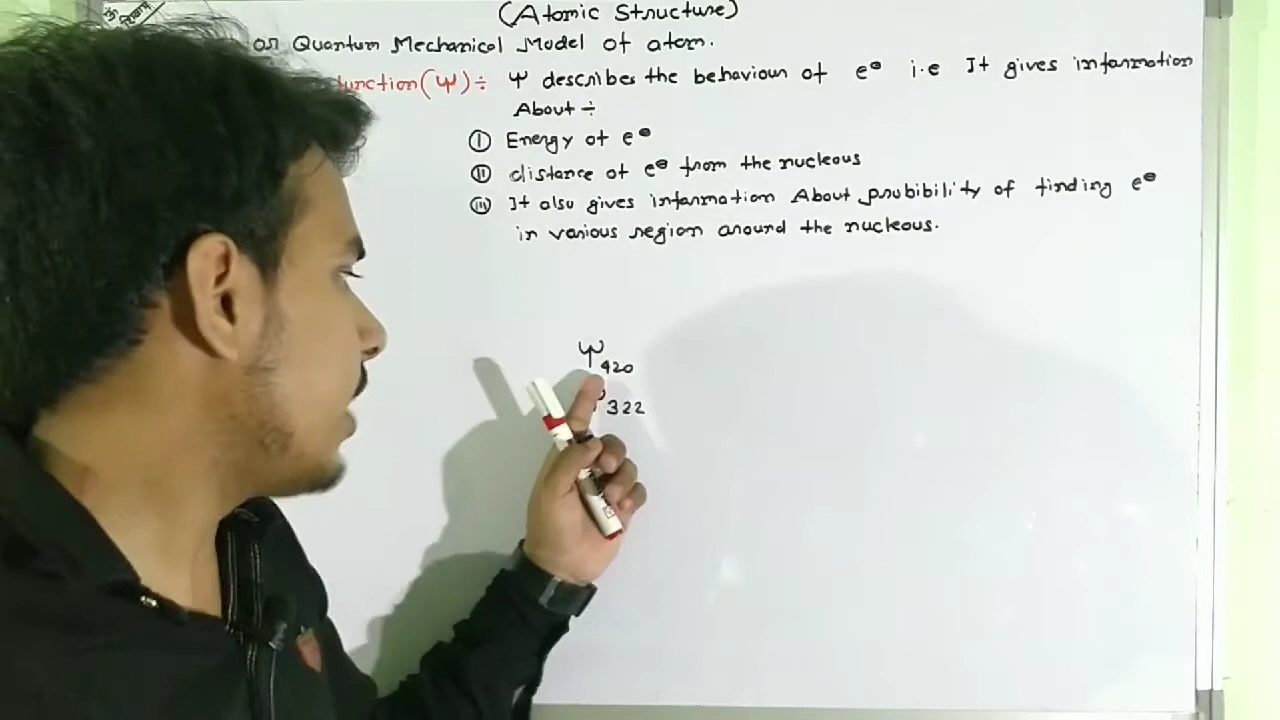 (Atomic Structure)
or Quantum Mechanical Model of atom.
function (Ψ) ÷ Ψ describes the behaviour of e⊖ i.e It gives information
About ÷
(I) Energy of e⊖
(II) distance of e⊖ from the nucleous
(III) It also gives information About probibility of finding e⊖
in various region around the nucleous.
Ψ420
322